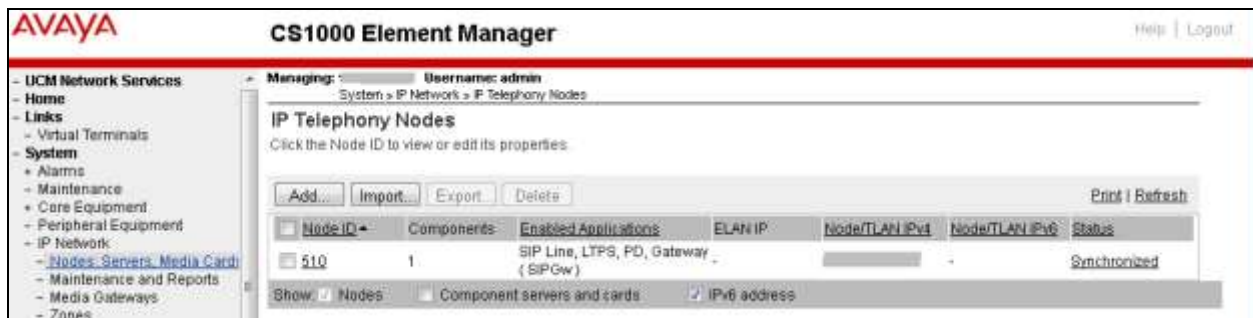 AVAYA
CS1000 Element Manager
Help | Logout
- UCM Network Services
- Home
- Links
- Virtual Terminals
- System
+ Alarms
- Maintenance
+ Core Equipment
- Peripheral Equipment
- IP Network
- Nodes: Servers, Media Cards
- Maintenance and Reports
- Media Gateways
- Zones
Managing: Username: admin
System » IP Network » IP Telephony Nodes
IP Telephony Nodes
Click the Node ID to view or edit its properties.
Add... Import... Export... Delete
Print | Refresh
Node ID Components Enabled Applications ELAN IP Node/TLAN IPv4 Node/TLAN IPv6 Status
510 1 SIP Line, LTPS, PD, Gateway - - Synchronized
( SIPGw )
Show: Nodes Component servers and cards IPv6 address